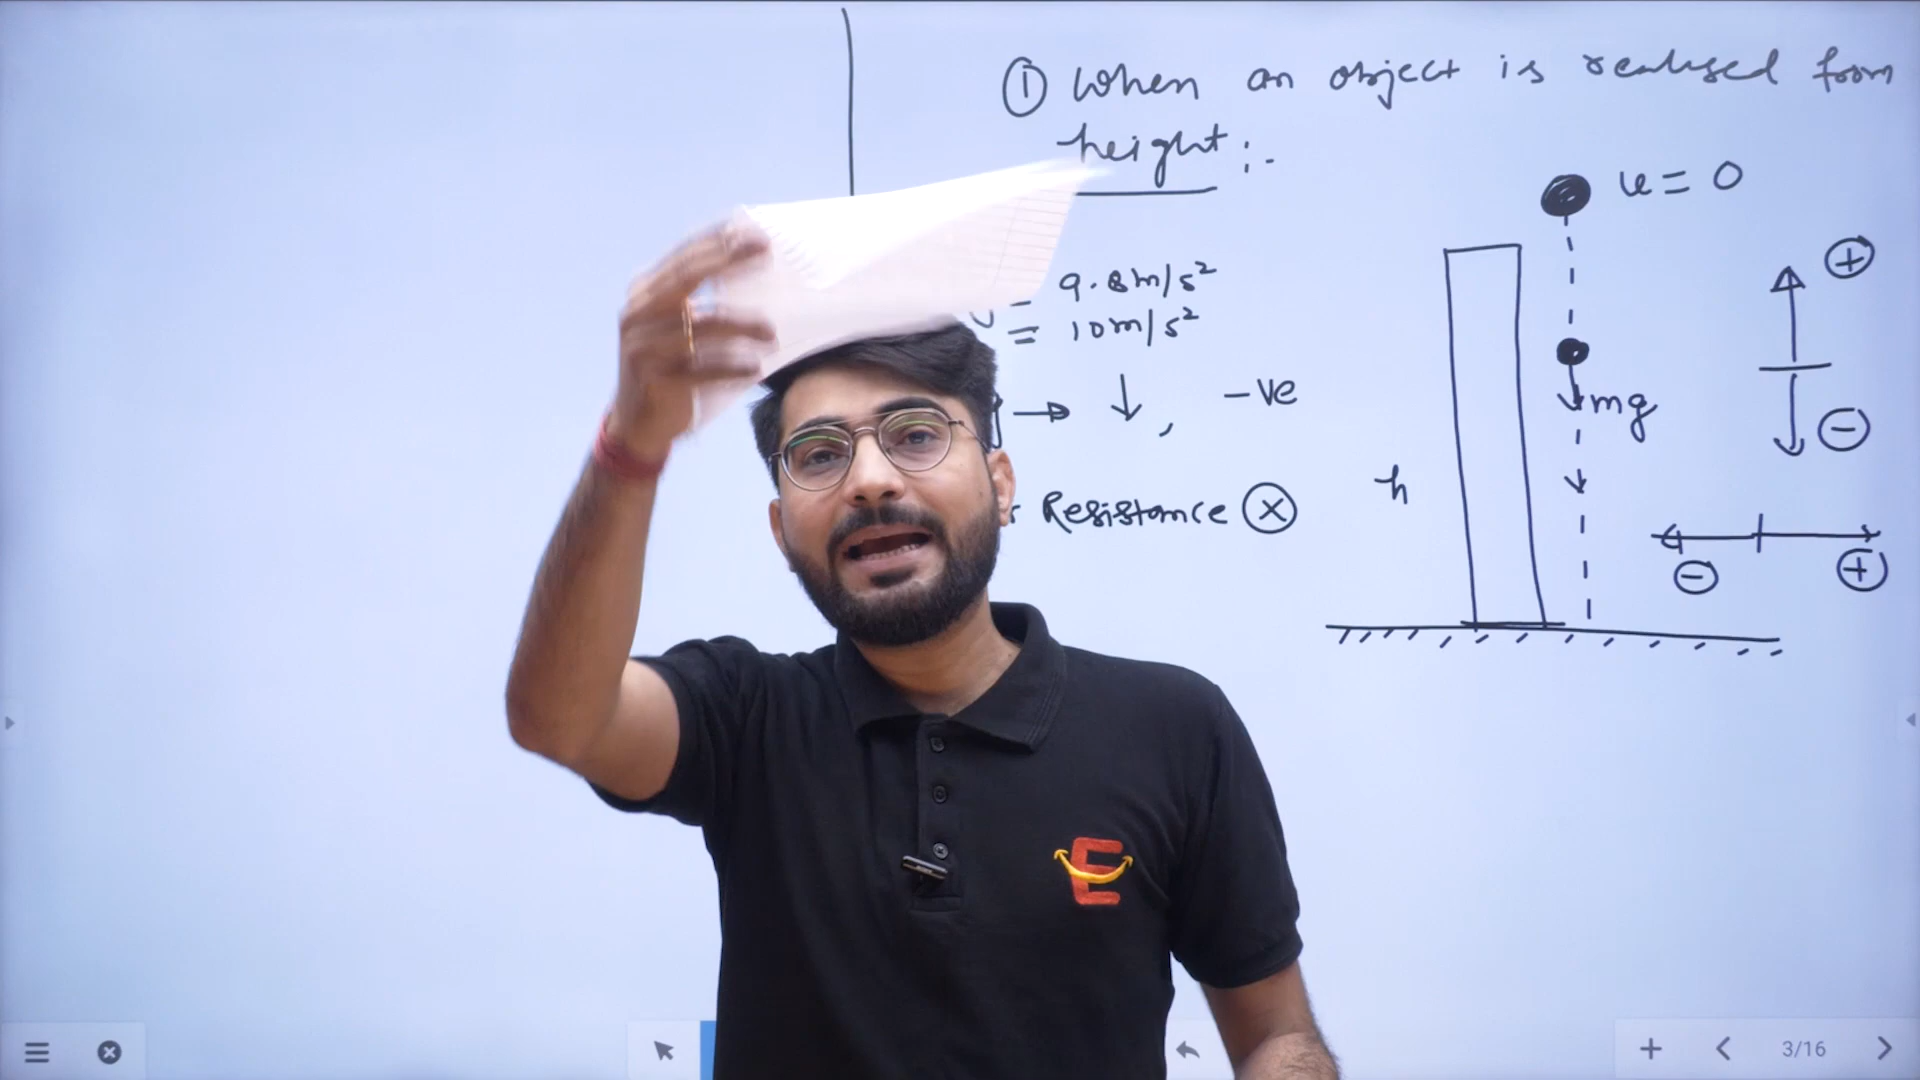 ① When an object is realised from
height :-
u = 0
= 9.8m/s²
= 10m/s²
g → ↓ , -ve
Resistance ⊗
h
mg
+
-
-
+
E
3/16